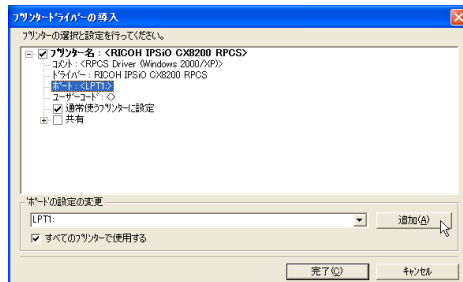 プリンタードライバーの導入
プリンターの選択と設定を行ってください。
プリンター名 : <RICOH IPSiO CX8200 RPCS>
コメント : <RPCS Driver (Windows 2000/XP)>
ドライバー : RICOH IPSiO CX8200 RPCS
ポート : <LPT1:>
ユーザーコード : <>
通常使うプリンターに設定
共有
ポートの設定の変更
LPT1:
追加(A)
すべてのプリンターで使用する
完了(C)
キャンセル